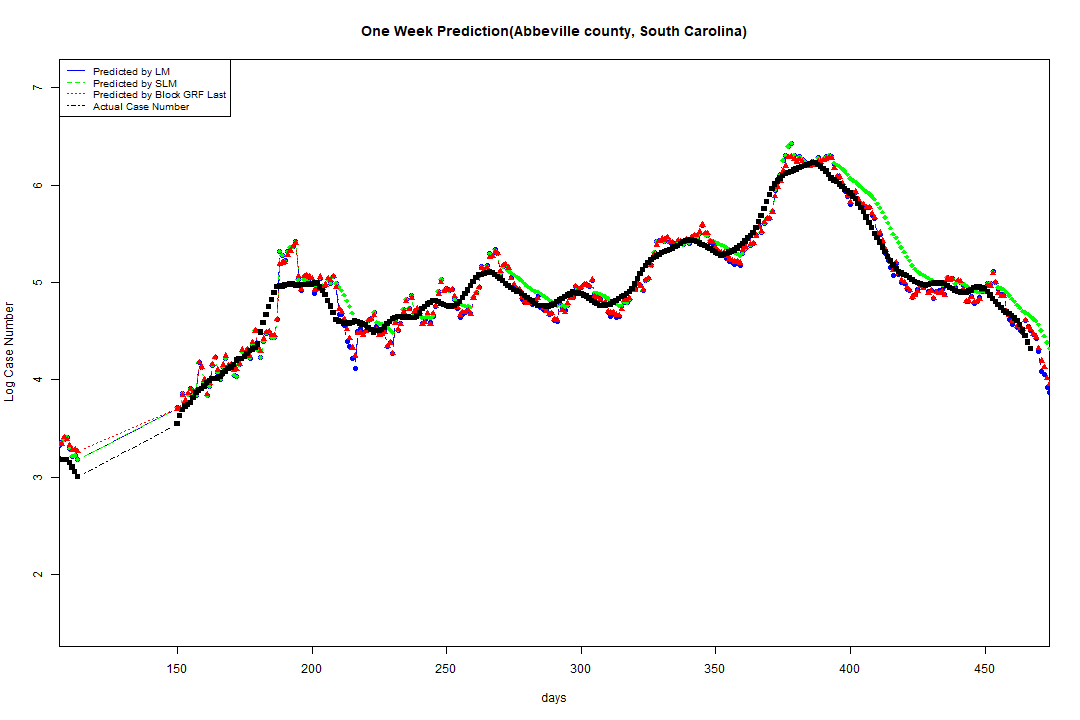 One Week Prediction(Abbeville county, South Carolina)
Predicted by LM
Predicted by SLM
Predicted by Block GRF Last
Actual Case Number
7
6
5
4
3
2
Log Case Number
150 200 250 300 350 400 450
days